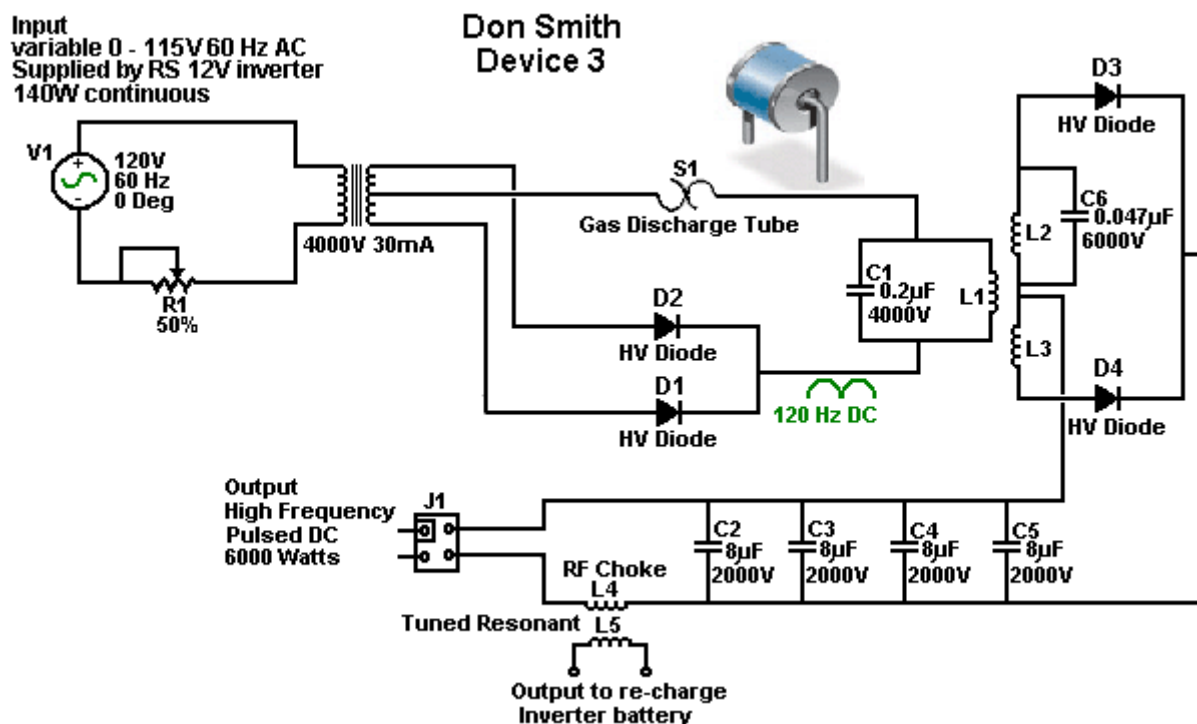 Don Smith
Device 3
Input
variable 0 - 115V 60 Hz AC
Supplied by RS 12V inverter
140W continuous
V1
120V
60 Hz
0 Deg
R1
50%
4000V 30mA
S1
Gas Discharge Tube
D2
HV Diode
D1
HV Diode
120 Hz DC
C1
0.2µF
4000V
L1
D3
HV Diode
L2
C6
0.047µF
6000V
L3
D4
HV Diode
Output
High Frequency
Pulsed DC
6000 Watts
J1
C2
8µF
2000V
C3
8µF
2000V
C4
8µF
2000V
C5
8µF
2000V
RF Choke
L4
Tuned Resonant
L5
Output to re-charge
Inverter battery